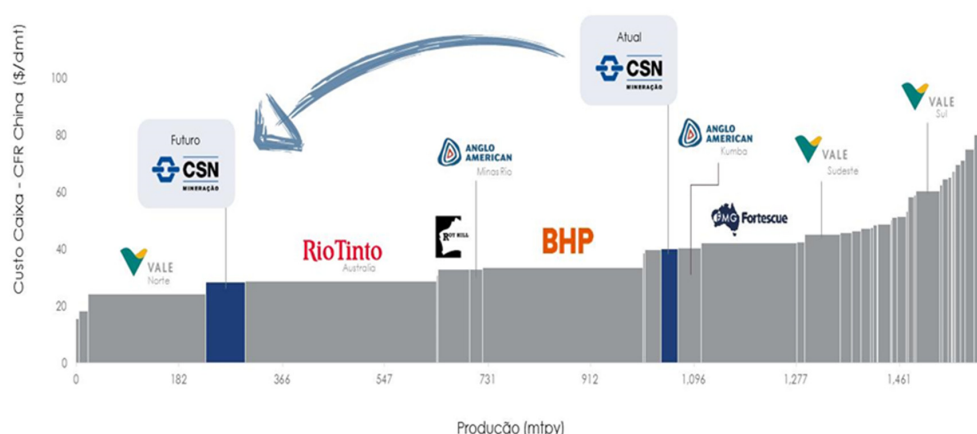 Custo Caixa - CFR China ($/dmt)
100
80
60
40
20
0
Futuro
CSN
MINERAÇÃO
Atual
CSN
MINERAÇÃO
VALE
Norte
RioTinto
Australia
ROY HILL
ANGLO
AMERICAN
MinasRio
BHP
ANGLO
AMERICAN
Kumba
FMG Fortescue
VALE
Sudeste
VALE
Sul
0
182
366
547
731
912
1,096
1,277
1,461
Produção (mtpy)